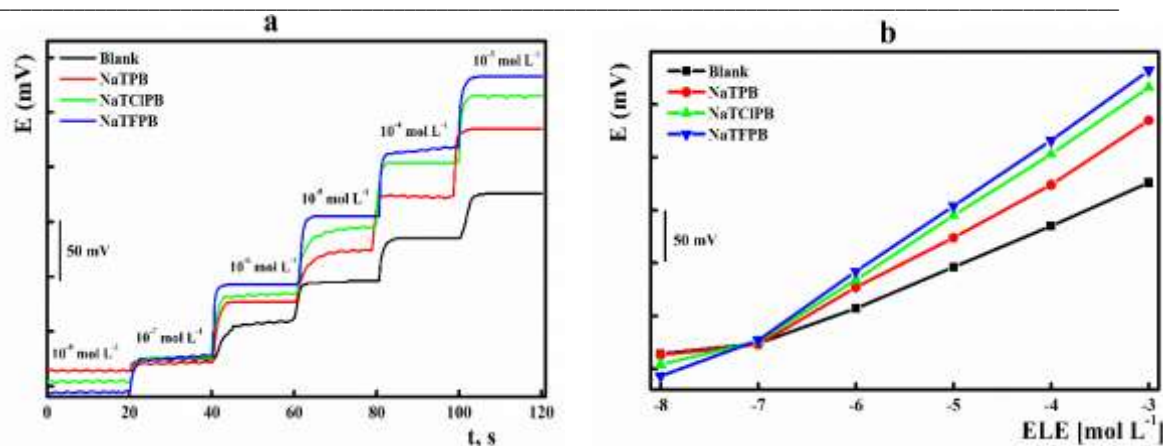 a
E (mV)
Blank
NaTPB
NaTClPB
NaTFPB
50 mV
10⁻⁸ mol L⁻¹
10⁻⁷ mol L⁻¹
10⁻⁶ mol L⁻¹
mol L⁻¹
10⁻⁴ mol L⁻¹
10⁻³ mol L⁻¹
0 20 40 60 80 100 120
t, s
b
E (mV)
Blank
NaTPB
NaTClPB
NaTFPB
50 mV
-8 -7 -6 -5 -4 -3
ELE [mol L⁻¹]